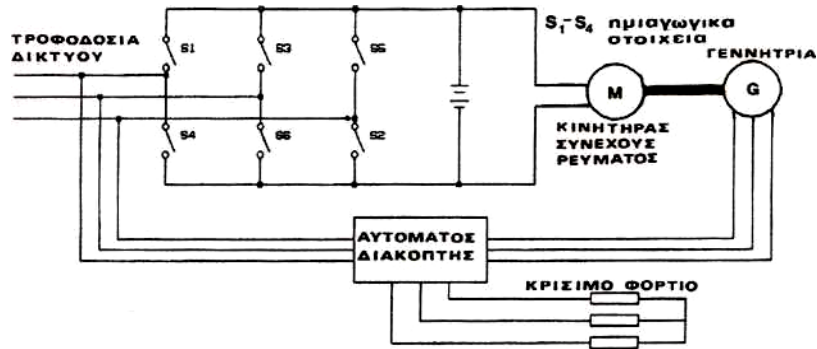 ΤΡΟΦΟΔΟΣΙΑ
ΔΙΚΤΥΟΥ
S1
S3
S5
S4
S6
S2
S₁-S₄ ημιαγωγικα
στοιχεία
ΓΕΝΝΗΤΡΙΑ
M
G
ΚΙΝΗΤΗΡΑΣ
ΣΥΝΕΧΟΥΣ
ΡΕΥΜΑΤΟΣ
ΑΥΤΟΜΑΤΟΣ
ΔΙΑΚΟΠΤΗΣ
ΚΡΙΣΙΜΟ ΦΟΡΤΙΟ